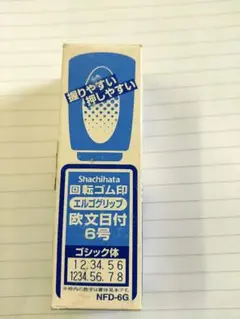 握りやすい
押しやすい
Shachihata
回転ゴム印
エルゴグリップ
欧文日付
6号
ゴシック体
12.34.56
1234.56.78
NFD-6G